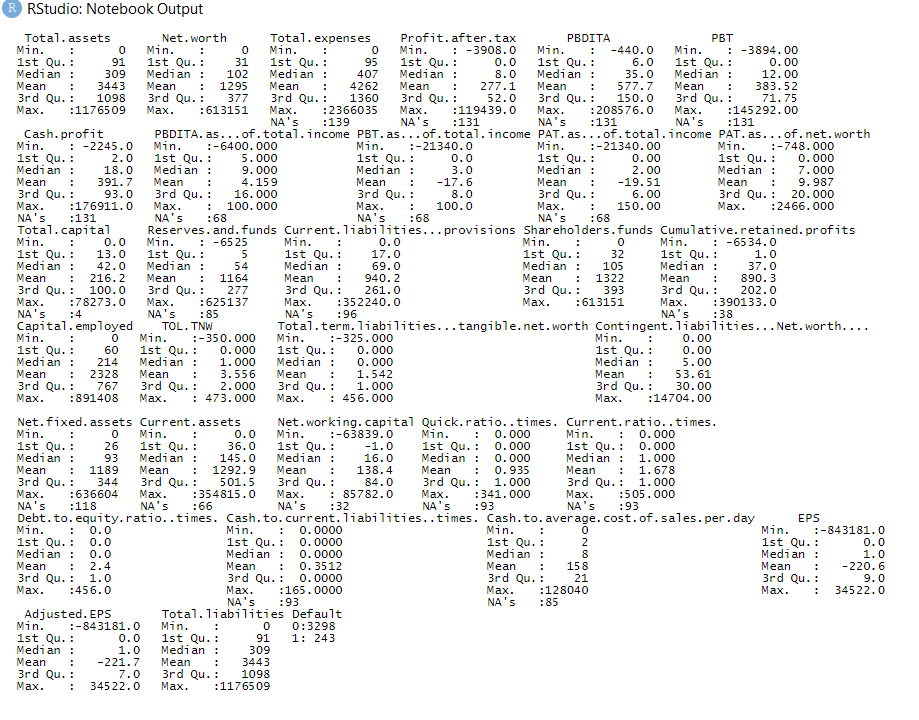 R RStudio: Notebook Output
Total.assets Net.worth Total.expenses Profit.after.tax PBDITA PBT
Min. : 0 Min. : 0 Min. : 0 Min. : -3908.0 Min. : -440.0 Min. : -3894.00
1st Qu.: 91 1st Qu.: 31 1st Qu.: 95 1st Qu.: 0.0 1st Qu.: 6.0 1st Qu.: 0.00
Median : 309 Median : 102 Median : 407 Median : 8.0 Median : 35.0 Median : 12.00
Mean : 3443 Mean : 1295 Mean : 4262 Mean : 277.1 Mean : 577.7 Mean : 383.52
3rd Qu.: 1098 3rd Qu.: 377 3rd Qu.: 1360 3rd Qu.: 52.0 3rd Qu.: 150.0 3rd Qu.: 71.75
Max. :1176509 Max. :613151 Max. :2366035 Max. :119439.0 Max. :208576.0 Max. :145292.00
NA's :139 NA's :131 NA's :131 NA's :131
Cash.profit PBDITA.as...of.total.income PBT.as...of.total.income PAT.as...of.total.income PAT.as...of.net.worth
Min. : -2245.0 Min. :-6400.000 Min. :-21340.0 Min. :-21340.00 Min. :-748.000
1st Qu.: 2.0 1st Qu.: 5.000 1st Qu.: 0.0 1st Qu.: 0.00 1st Qu.: 0.000
Median : 18.0 Median : 9.000 Median : 3.0 Median : 2.00 Median : 7.000
Mean : 391.7 Mean : 4.159 Mean : -17.6 Mean : -19.51 Mean : 9.987
3rd Qu.: 93.0 3rd Qu.: 16.000 3rd Qu.: 8.0 3rd Qu.: 6.00 3rd Qu.: 20.000
Max. :176911.0 Max. : 100.000 Max. : 100.0 Max. : 150.00 Max. :2466.000
NA's :131 NA's :68 NA's :68 NA's :68
Total.capital Reserves.and.funds Current.liabilities...provisions Shareholders.funds Cumulative.retained.profits
Min. : 0.0 Min. : -6525 Min. : 0.0 Min. : 0 Min. : -6534.0
1st Qu.: 13.0 1st Qu.: 5 1st Qu.: 17.0 1st Qu.: 32 1st Qu.: 1.0
Median : 42.0 Median : 54 Median : 69.0 Median : 105 Median : 37.0
Mean : 216.2 Mean : 1164 Mean : 940.2 Mean : 1322 Mean : 890.3
3rd Qu.: 100.0 3rd Qu.: 277 3rd Qu.: 261.0 3rd Qu.: 393 3rd Qu.: 202.0
Max. :78273.0 Max. :625137 Max. :352240.0 Max. :613151 Max. :390133.0
NA's :4 NA's :85 NA's :96 NA's :38
Capital.employed TOL.TNW Total.term.liabilities...tangible.net.worth Contingent.liabilities...Net.worth....
Min. : 0 Min. :-350.000 Min. :-325.000 Min. : 0.00
1st Qu.: 60 1st Qu.: 0.000 1st Qu.: 0.000 1st Qu.: 0.00
Median : 214 Median : 1.000 Median : 0.000 Median : 5.00
Mean : 2328 Mean : 3.556 Mean : 1.542 Mean : 53.61
3rd Qu.: 767 3rd Qu.: 2.000 3rd Qu.: 1.000 3rd Qu.: 30.00
Max. :891408 Max. : 473.000 Max. : 456.000 Max. :14704.00
Net.fixed.assets Current.assets Net.working.capital Quick.ratio..times. Current.ratio..times.
Min. : 0 Min. : 0.0 Min. :-63839.0 Min. : 0.000 Min. : 0.000
1st Qu.: 26 1st Qu.: 36.0 1st Qu.: -1.0 1st Qu.: 0.000 1st Qu.: 0.000
Median : 93 Median : 145.0 Median : 16.0 Median : 0.000 Median : 1.000
Mean : 1189 Mean : 1292.9 Mean : 138.4 Mean : 0.935 Mean : 1.678
3rd Qu.: 344 3rd Qu.: 501.5 3rd Qu.: 84.0 3rd Qu.: 1.000 3rd Qu.: 1.000
Max. :636604 Max. :354815.0 Max. : 85782.0 Max. :341.000 Max. :505.000
NA's :118 NA's :66 NA's :32 NA's :93 NA's :93
Debt.to.equity.ratio..times. Cash.to.current.liabilities..times. Cash.to.average.cost.of.sales.per.day EPS
Min. : 0.0 Min. : 0.0000 Min. : 0 Min. :-843181.0
1st Qu.: 0.0 1st Qu.: 0.0000 1st Qu.: 2 1st Qu.: 0.0
Median : 0.0 Median : 0.0000 Median : 8 Median : 1.0
Mean : 2.4 Mean : 0.3512 Mean : 158 Mean : -220.6
3rd Qu.: 1.0 3rd Qu.: 0.0000 3rd Qu.: 21 3rd Qu.: 9.0
Max. :456.0 Max. :165.0000 Max. :128040 Max. : 34522.0
NA's :93 NA's :85
Adjusted.EPS Total.liabilities Default
Min. :-843181.0 Min. : 0 0:3298
1st Qu.: 0.0 1st Qu.: 91 1: 243
Median : 1.0 Median : 309
Mean : -221.7 Mean : 3443
3rd Qu.: 7.0 3rd Qu.: 1098
Max. : 34522.0 Max. :1176509